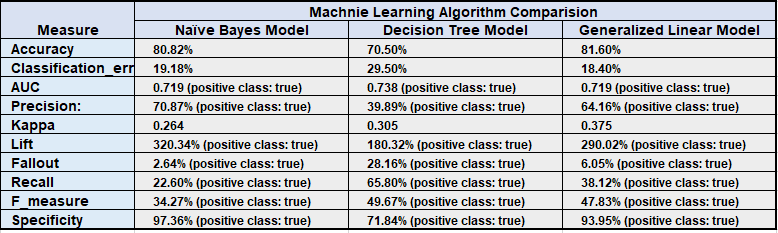 Machnie Learning Algorithm Comparision
Measure Naïve Bayes Model Decision Tree Model Generalized Linear Model
Accuracy 80.82% 70.50% 81.60%
Classification_err 19.18% 29.50% 18.40%
AUC 0.719 (positive class: true) 0.738 (positive class: true) 0.719 (positive class: true)
Precision: 70.87% (positive class: true) 39.89% (positive class: true) 64.16% (positive class: true)
Kappa 0.264 0.305 0.375
Lift 320.34% (positive class: true) 180.32% (positive class: true) 290.02% (positive class: true)
Fallout 2.64% (positive class: true) 28.16% (positive class: true) 6.05% (positive class: true)
Recall 22.60% (positive class: true) 65.80% (positive class: true) 38.12% (positive class: true)
F_measure 34.27% (positive class: true) 49.67% (positive class: true) 47.83% (positive class: true)
Specificity 97.36% (positive class: true) 71.84% (positive class: true) 93.95% (positive class: true)